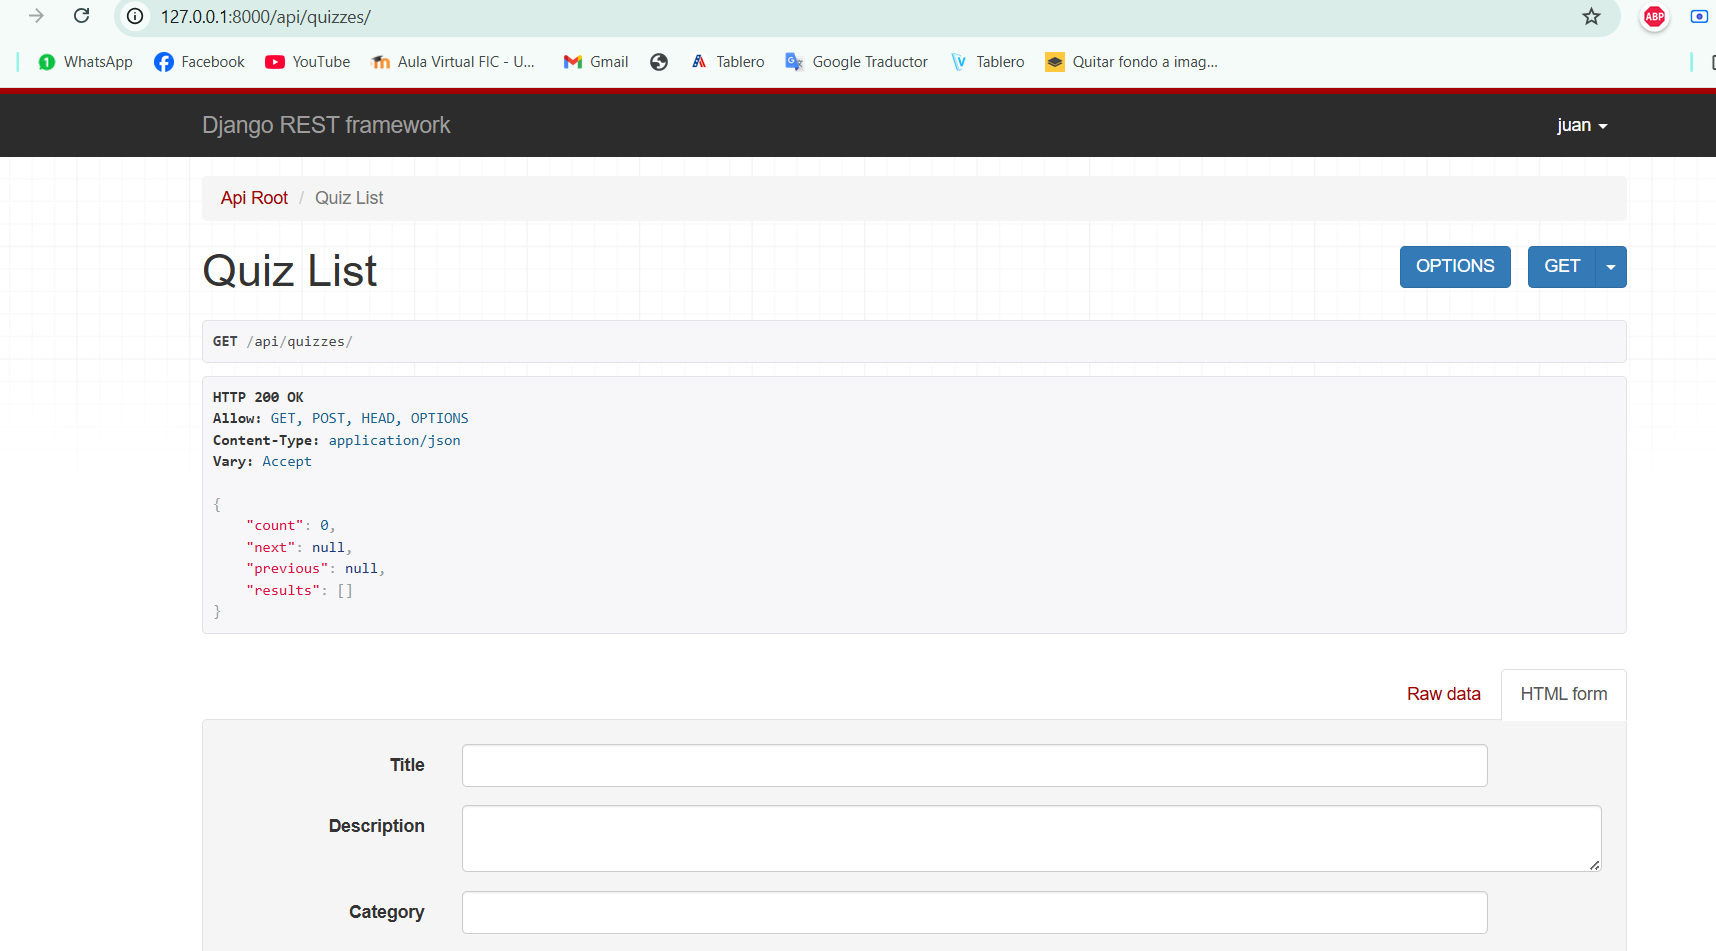 127.0.0.1:8000/api/quizzes/
ABP
1 WhatsApp Facebook YouTube Aula Virtual FIC - U... Gmail Tablero Google Traductor Tablero Quitar fondo a imag...
Django REST framework juan
Api Root / Quiz List
Quiz List OPTIONS GET
GET /api/quizzes/
HTTP 200 OK
Allow: GET, POST, HEAD, OPTIONS
Content-Type: application/json
Vary: Accept
{
"count": 0,
"next": null,
"previous": null,
"results": []
}
Raw data HTML form
Title
Description
Category